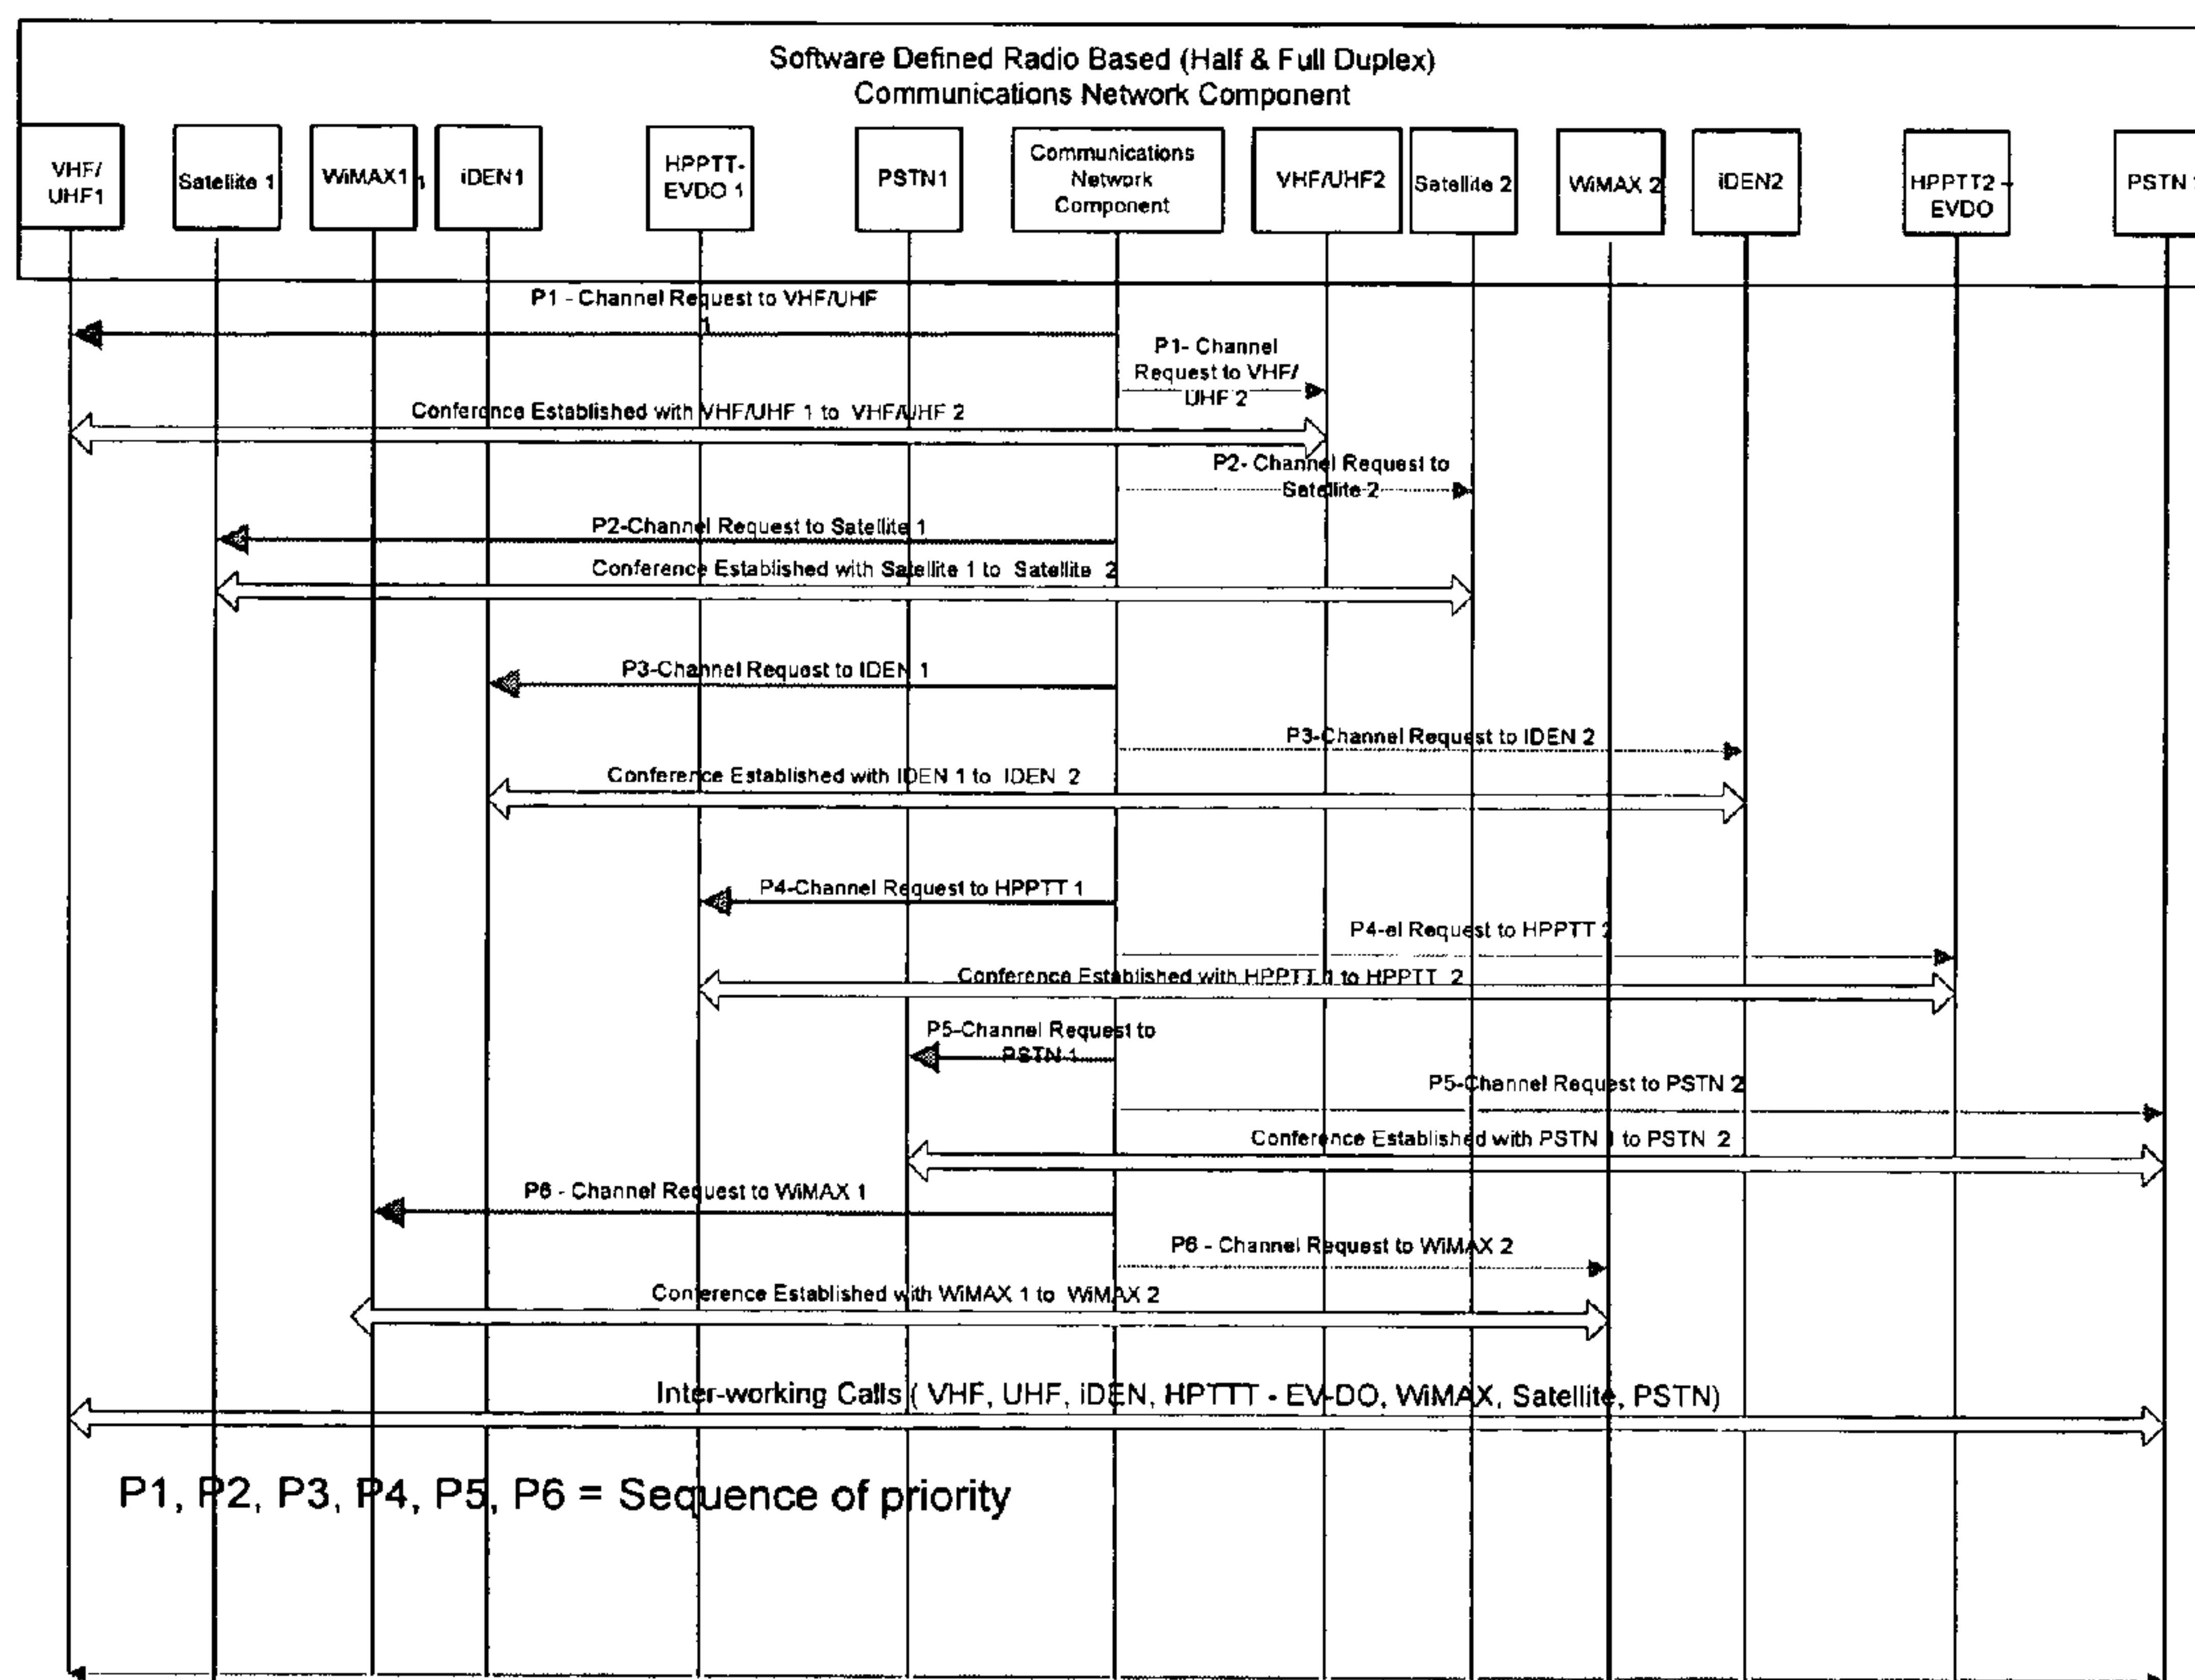 Software Defined Radio Based (Half & Full Duplex)
Communications Network Component
VHF/
UHF1
Satellite 1
WiMAX1 1
iDEN1
HPPTT-
EVDO 1
PSTN1
Communications
Network
Component
VHF/UHF2
Satellite 2
WiMAX 2
iDEN2
HPPTT2 -
EVDO
PSTN
P1 - Channel Request to VHF/UHF
1
P1- Channel
Request to VHF/
UHF 2
Conference Established with VHF/UHF 1 to VHF/UHF 2
P2- Channel Request to
Satellite 2
P2-Channel Request to Satellite 1
Conference Established with Satellite 1 to Satellite 2
P3-Channel Request to IDEN 1
P3-Channel Request to IDEN 2
Conference Established with IDEN 1 to IDEN 2
P4-Channel Request to HPPTT 1
P4-el Request to HPPTT 2
Conference Established with HPPTT 1 to HPPTT 2
P5-Channel Request to
PSTN 1
P5-Channel Request to PSTN 2
Conference Established with PSTN 1 to PSTN 2
P6 - Channel Request to WiMAX 1
P6 - Channel Request to WiMAX 2
Conference Established with WiMAX 1 to WiMAX 2
Inter-working Calls ( VHF, UHF, iDEN, HPTTT - EV-DO, WiMAX, Satellite, PSTN)
P1, P2, P3, P4, P5, P6 = Sequence of priority